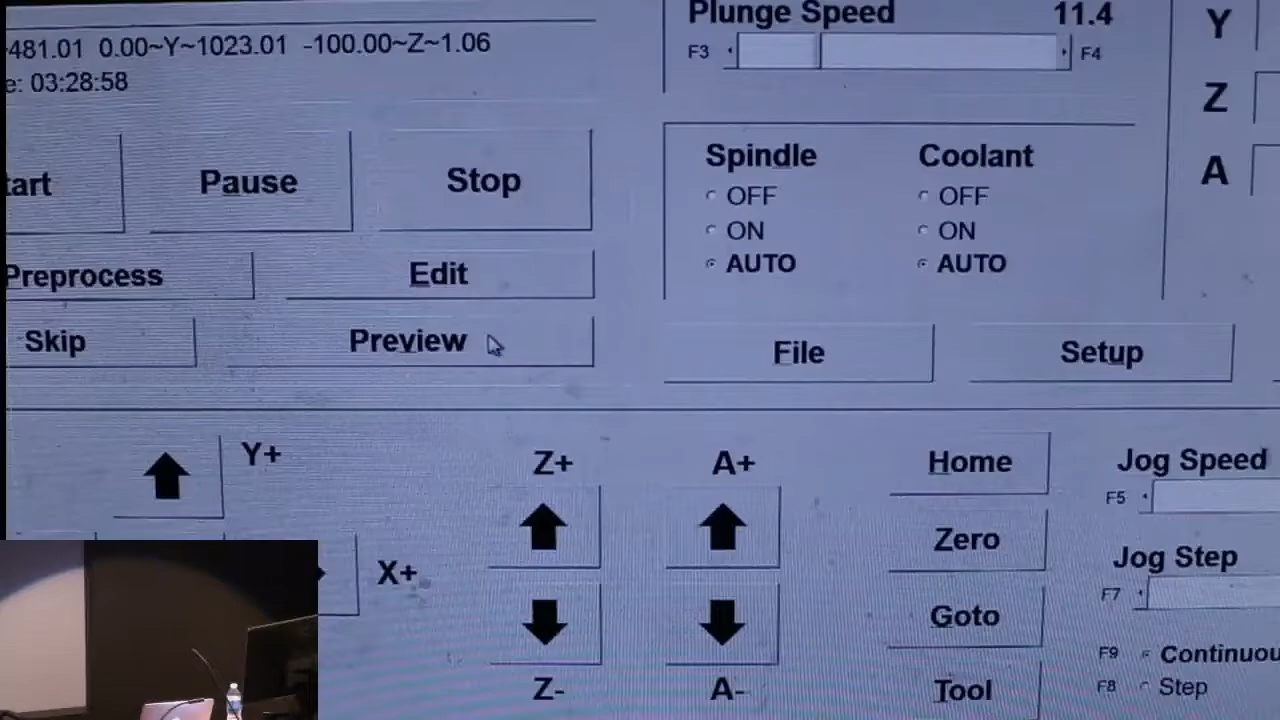 481.01 0.00~Y~1023.01 -100.00~Z~1.06
e: 03:28:58
Plunge Speed 11.4
F3 F4
Y
Z
A
tart Pause Stop
Preprocess Edit
Skip Preview
Spindle Coolant
OFF OFF
ON ON
AUTO AUTO
File Setup
Y+
X+
Z+
Z-
A+
A-
Home
Zero
Goto
Tool
Jog Speed
F5
Jog Step
F7
F9 Continuou
F8 Step